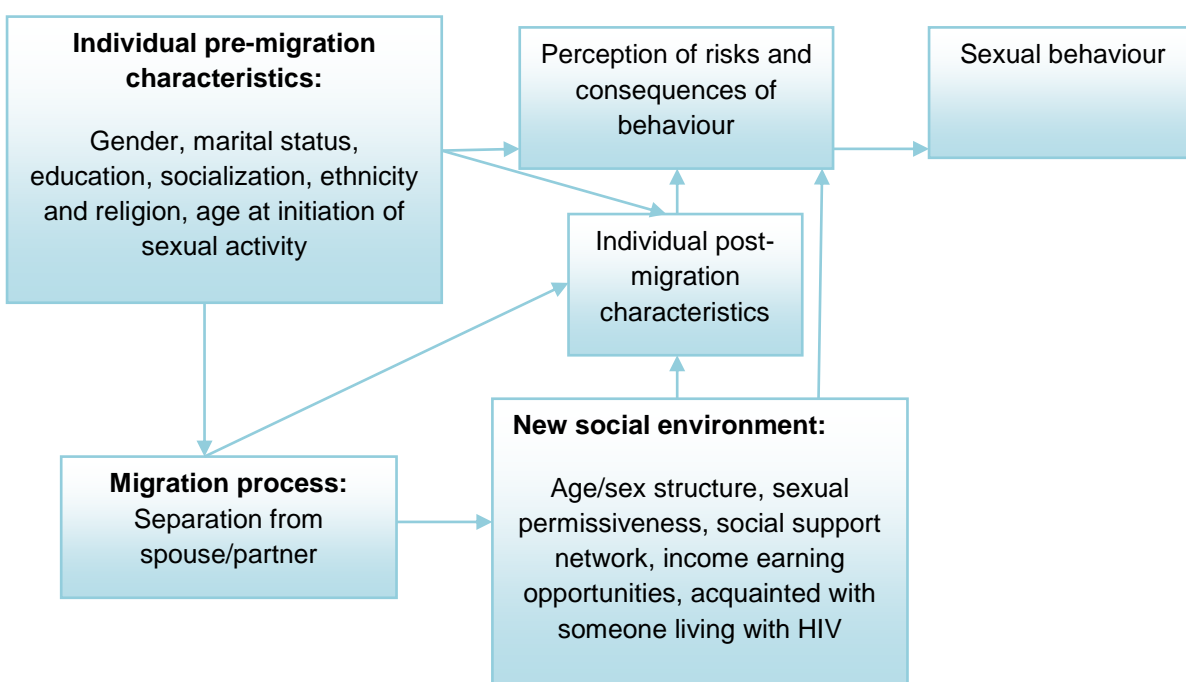 Individual pre-migration
characteristics:
Gender, marital status,
education, socialization, ethnicity
and religion, age at initiation of
sexual activity
Perception of risks and
consequences of
behaviour
Sexual behaviour
Individual post-
migration
characteristics
Migration process:
Separation from
spouse/partner
New social environment:
Age/sex structure, sexual
permissiveness, social support
network, income earning
opportunities, acquainted with
someone living with HIV